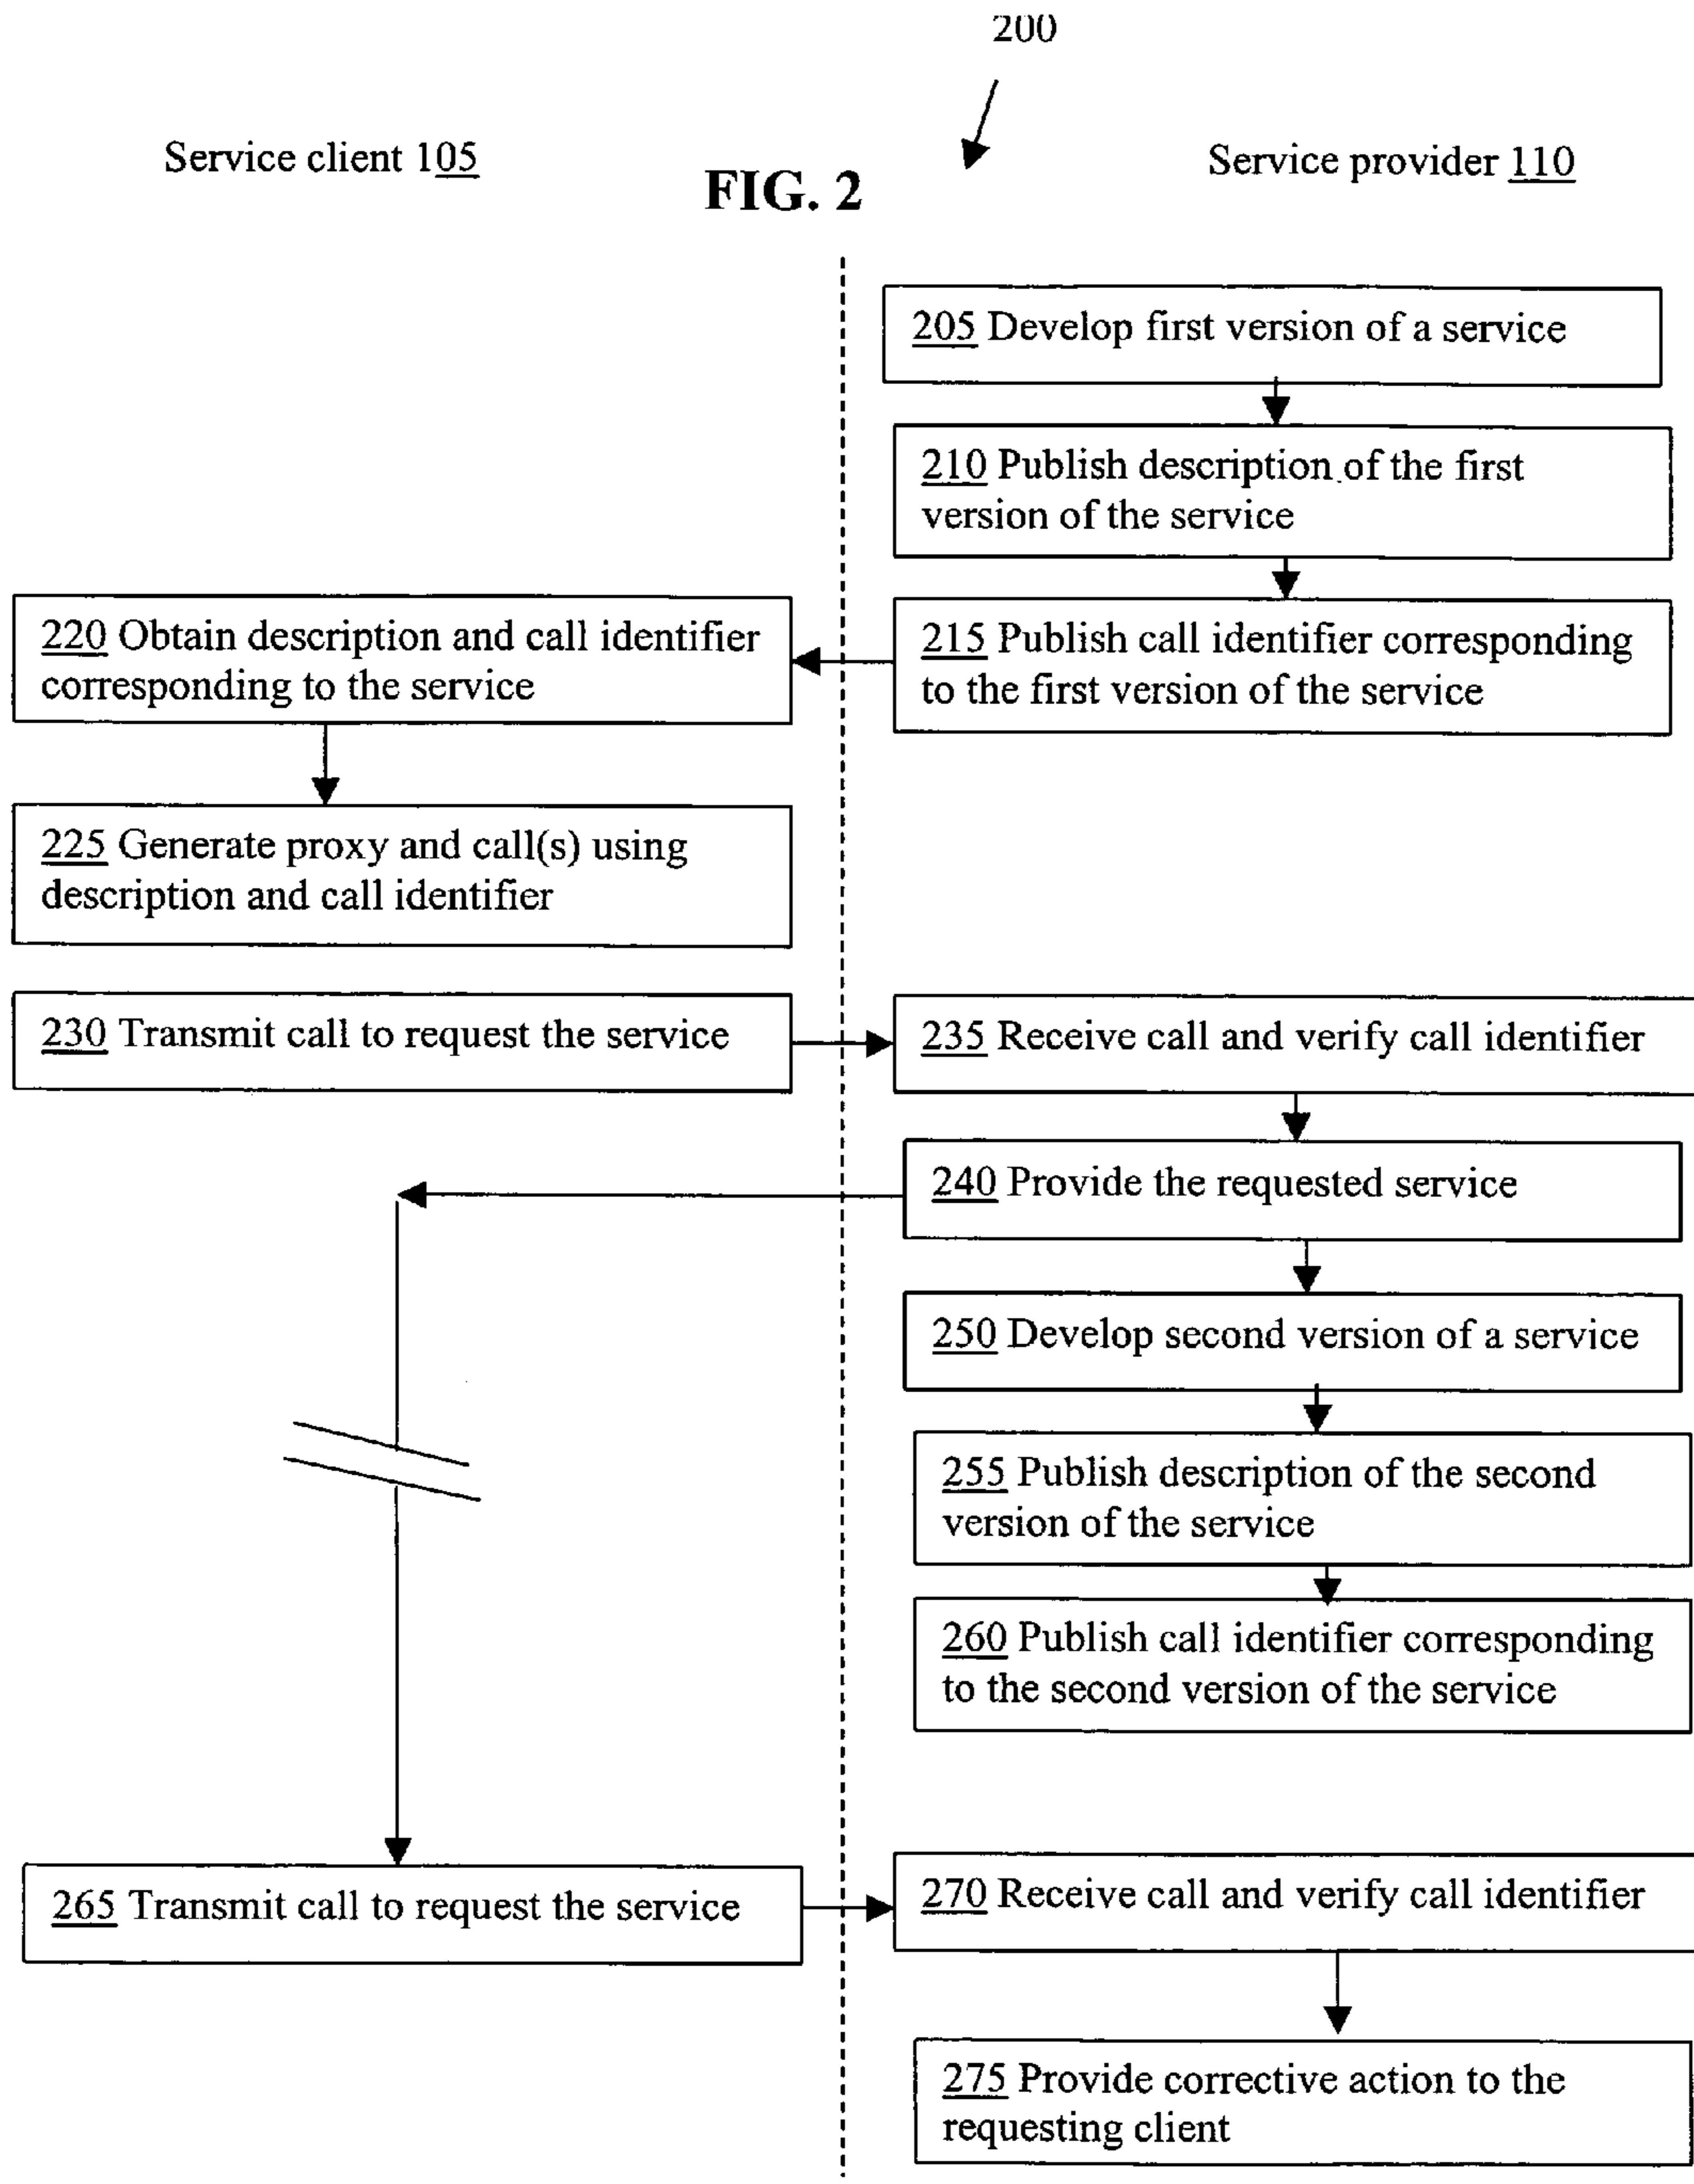 200
Service client 105
Service provider 110
FIG. 2
205 Develop first version of a service
210 Publish description of the first
version of the service
215 Publish call identifier corresponding
to the first version of the service
220 Obtain description and call identifier
corresponding to the service
225 Generate proxy and call(s) using
description and call identifier
230 Transmit call to request the service
235 Receive call and verify call identifier
240 Provide the requested service
250 Develop second version of a service
255 Publish description of the second
version of the service
260 Publish call identifier corresponding
to the second version of the service
265 Transmit call to request the service
270 Receive call and verify call identifier
275 Provide corrective action to the
requesting client